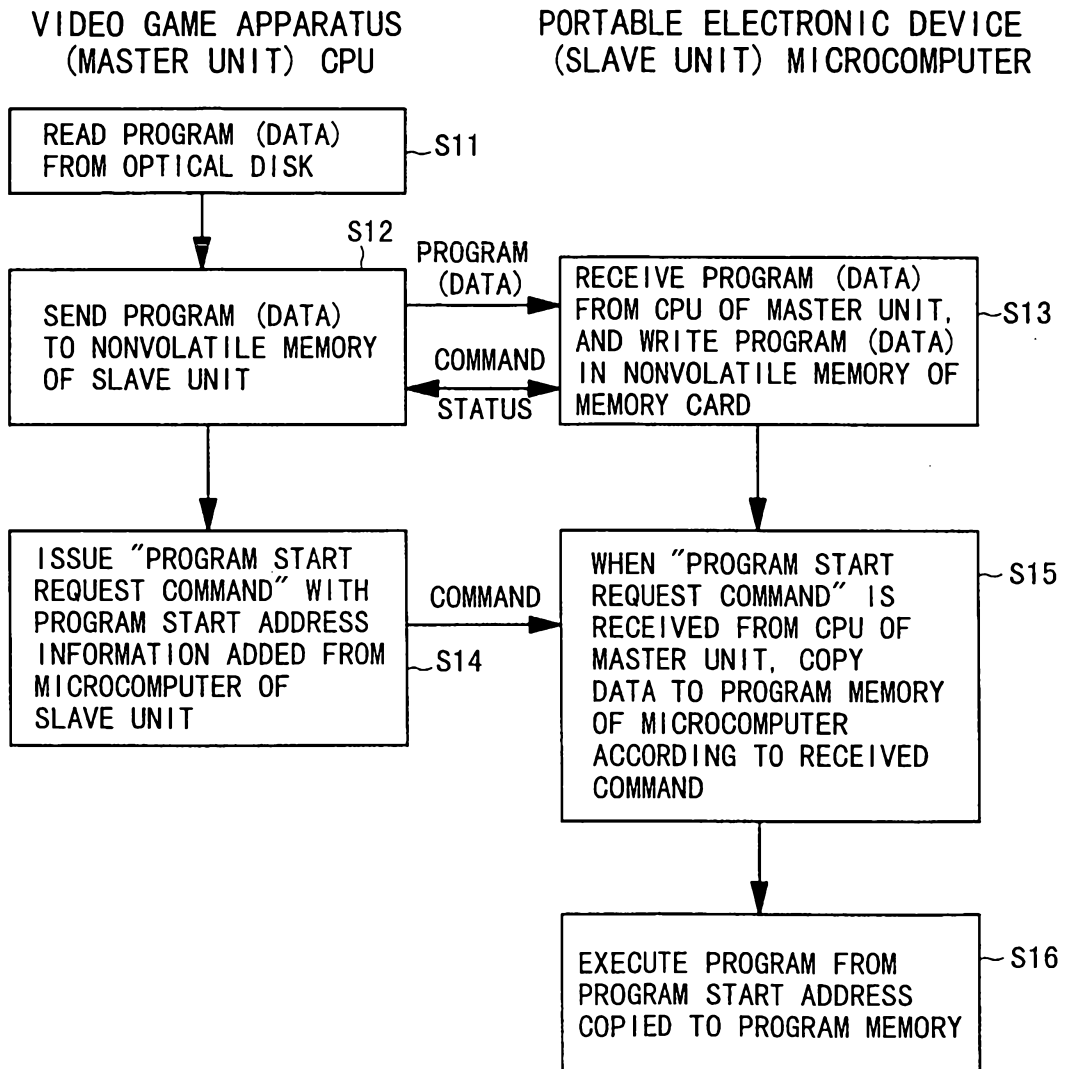 VIDEO GAME APPARATUS
(MASTER UNIT) CPU
PORTABLE ELECTRONIC DEVICE
(SLAVE UNIT) MICROCOMPUTER
READ PROGRAM (DATA)
FROM OPTICAL DISK
S11
S12
SEND PROGRAM (DATA)
TO NONVOLATILE MEMORY
OF SLAVE UNIT
PROGRAM
(DATA)
COMMAND
STATUS
RECEIVE PROGRAM (DATA)
FROM CPU OF MASTER UNIT,
AND WRITE PROGRAM (DATA)
IN NONVOLATILE MEMORY OF
MEMORY CARD
S13
ISSUE "PROGRAM START
REQUEST COMMAND" WITH
PROGRAM START ADDRESS
INFORMATION ADDED FROM
MICROCOMPUTER OF
SLAVE UNIT
S14
COMMAND
WHEN "PROGRAM START
REQUEST COMMAND" IS
RECEIVED FROM CPU OF
MASTER UNIT, COPY
DATA TO PROGRAM MEMORY
OF MICROCOMPUTER
ACCORDING TO RECEIVED
COMMAND
S15
EXECUTE PROGRAM FROM
PROGRAM START ADDRESS
COPIED TO PROGRAM MEMORY
S16